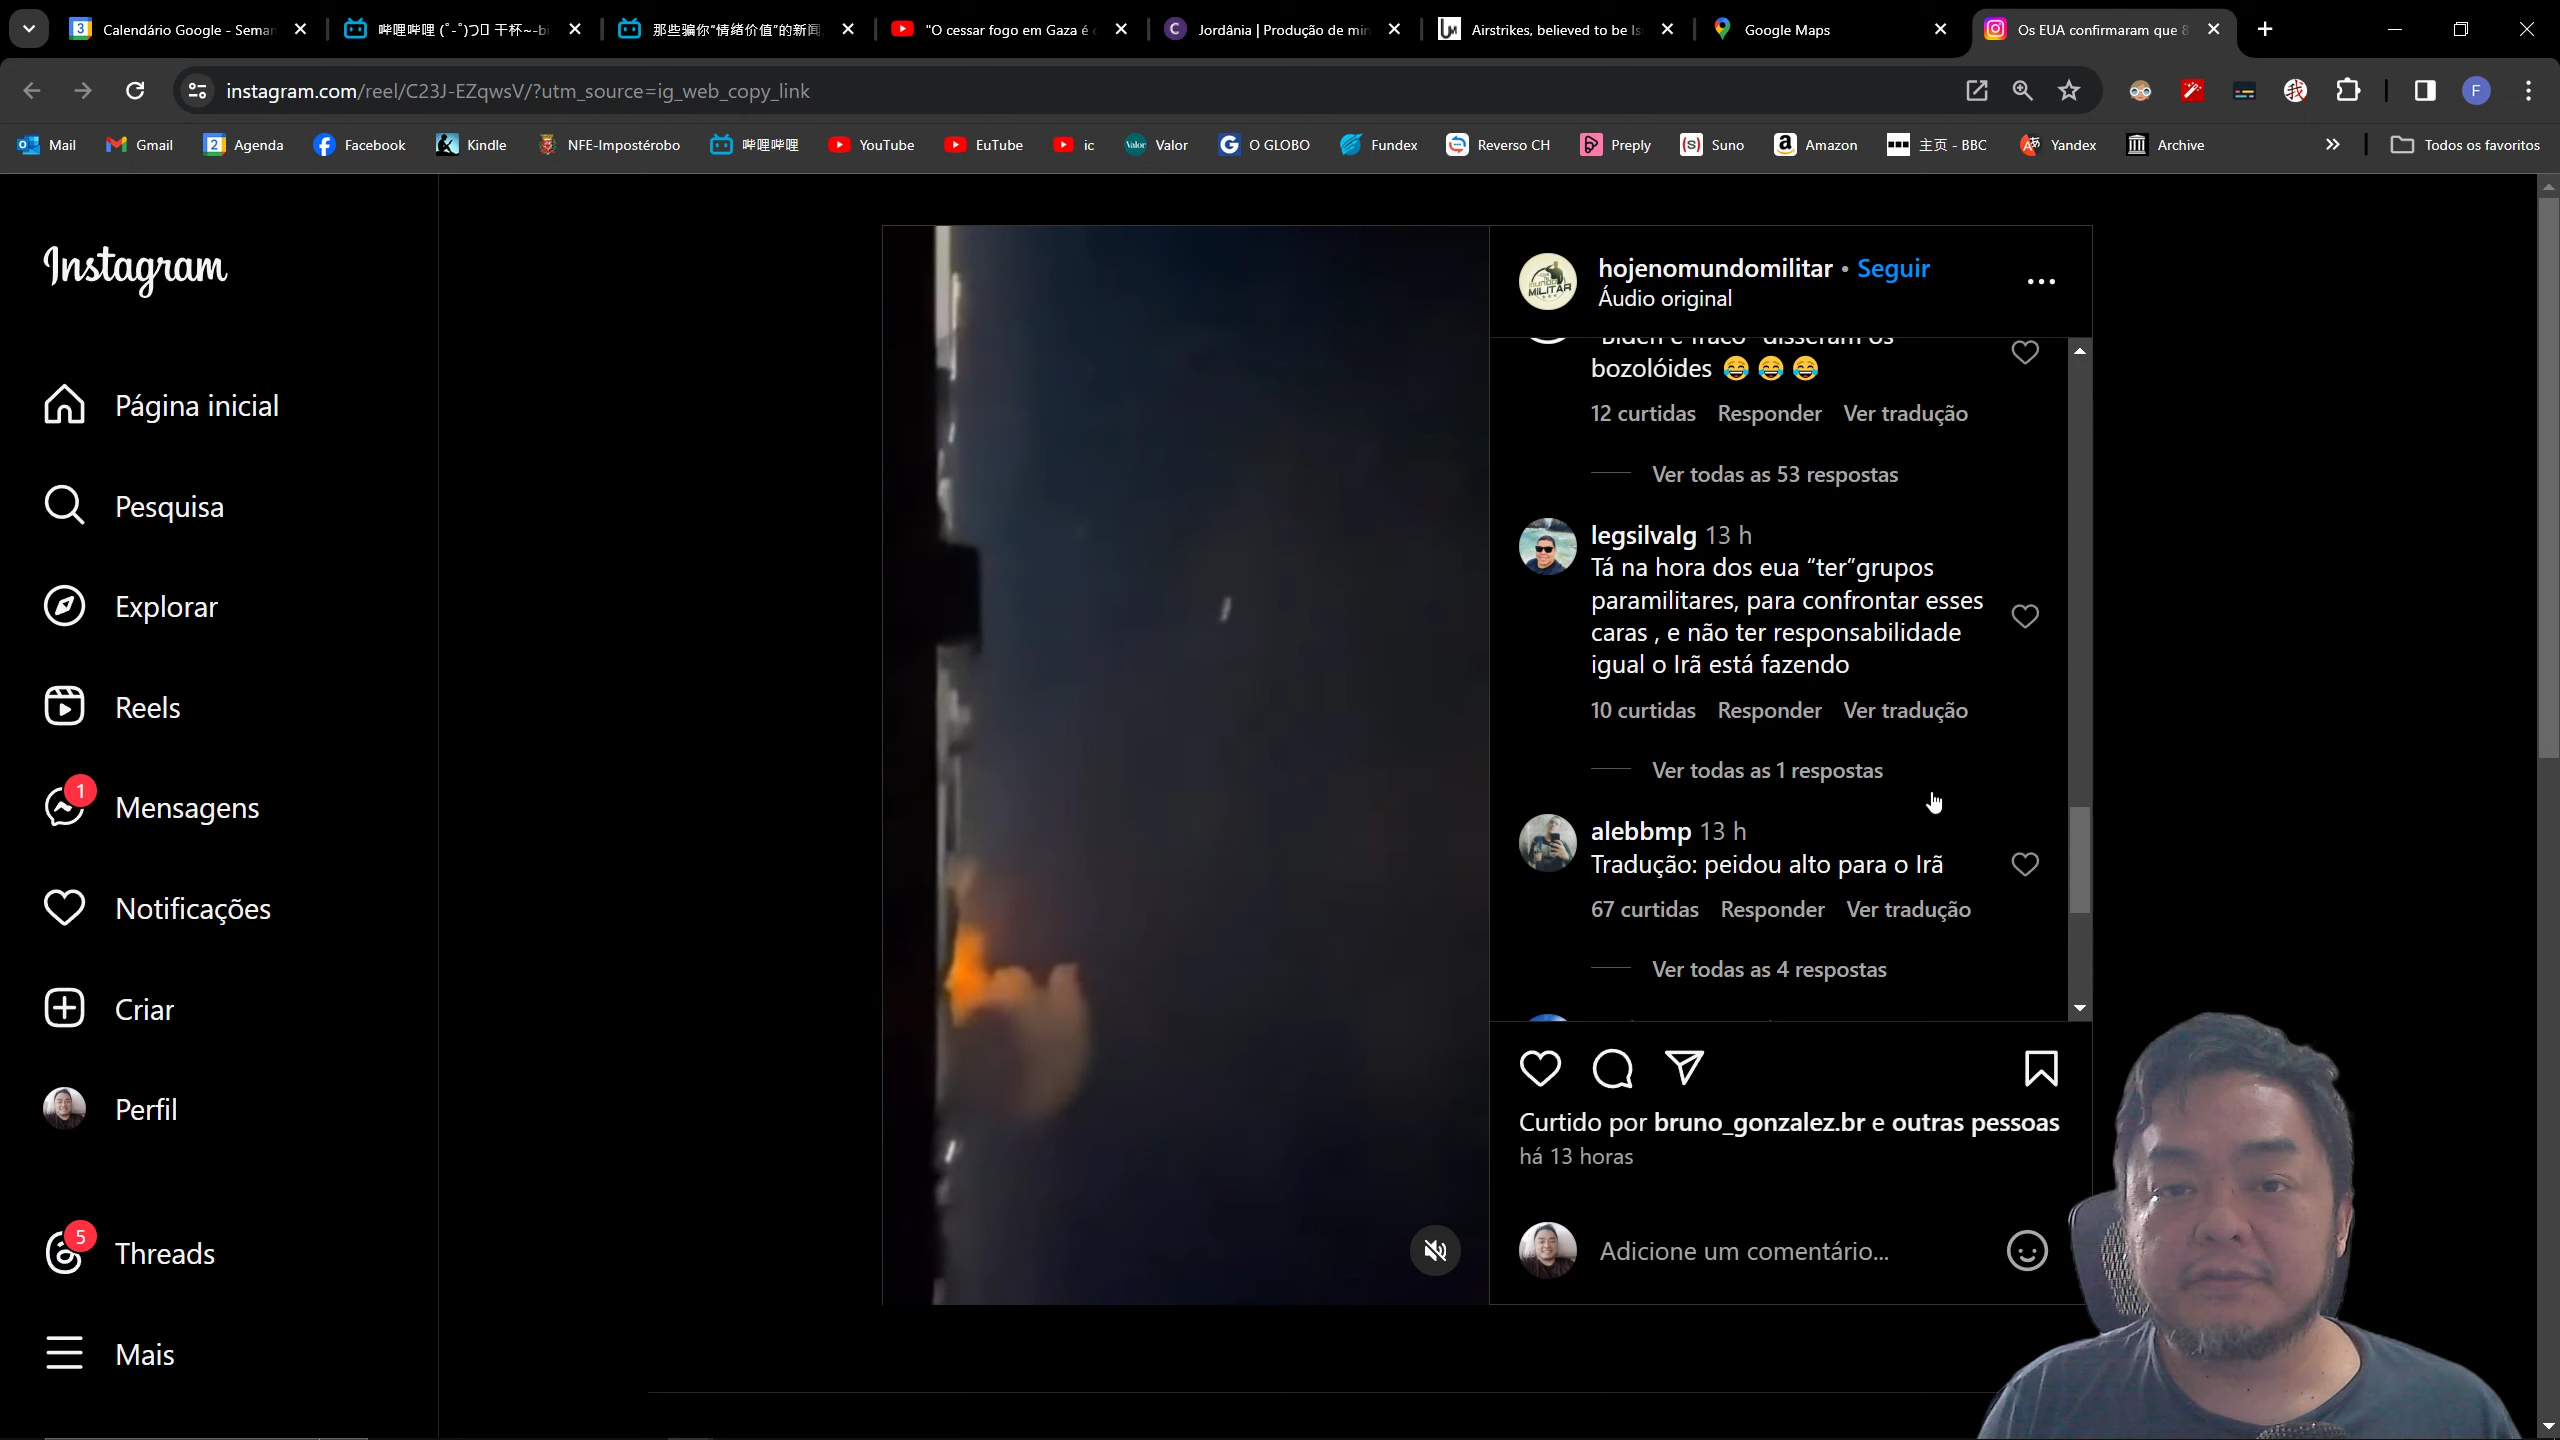 Calendário Google - Seman
哔哩哔哩 (゜-゜)つロ 干杯~-bi
那些骗你“情绪价值”的新闻
"O cessar fogo em Gaza é
Jordânia | Produção de min
Airstrikes, believed to be Is
Google Maps
Os EUA confirmaram que 8
instagram.com/reel/C23J-EZqwsV/?utm_source=ig_web_copy_link
F
Mail
Gmail
Agenda
Facebook
Kindle
NFE-Impostérobo
哔哩哔哩
YouTube
EuTube
ic
Valor
O GLOBO
Fundex
Reverso CH
Preply
Suno
Amazon
主页 - BBC
Yandex
Archive
»
Todos os favoritos
Instagram
Página inicial
Pesquisa
Explorar
Reels
1
Mensagens
Notificações
Criar
Perfil
5
Threads
Mais
hojenomundomilitar • Seguir
Áudio original
"Biden é fraco" disseram os
bozolóides 😂 😂 😂
12 curtidas Responder Ver tradução
Ver todas as 53 respostas
legsilvalg 13 h
Tá na hora dos eua “ter”grupos
paramilitares, para confrontar esses
caras , e não ter responsabilidade
igual o Irã está fazendo
10 curtidas Responder Ver tradução
Ver todas as 1 respostas
alebbmp 13 h
Tradução: peidou alto para o Irã
67 curtidas Responder Ver tradução
Ver todas as 4 respostas
Curtido por bruno_gonzalez.br e outras pessoas
há 13 horas
Adicione um comentário...